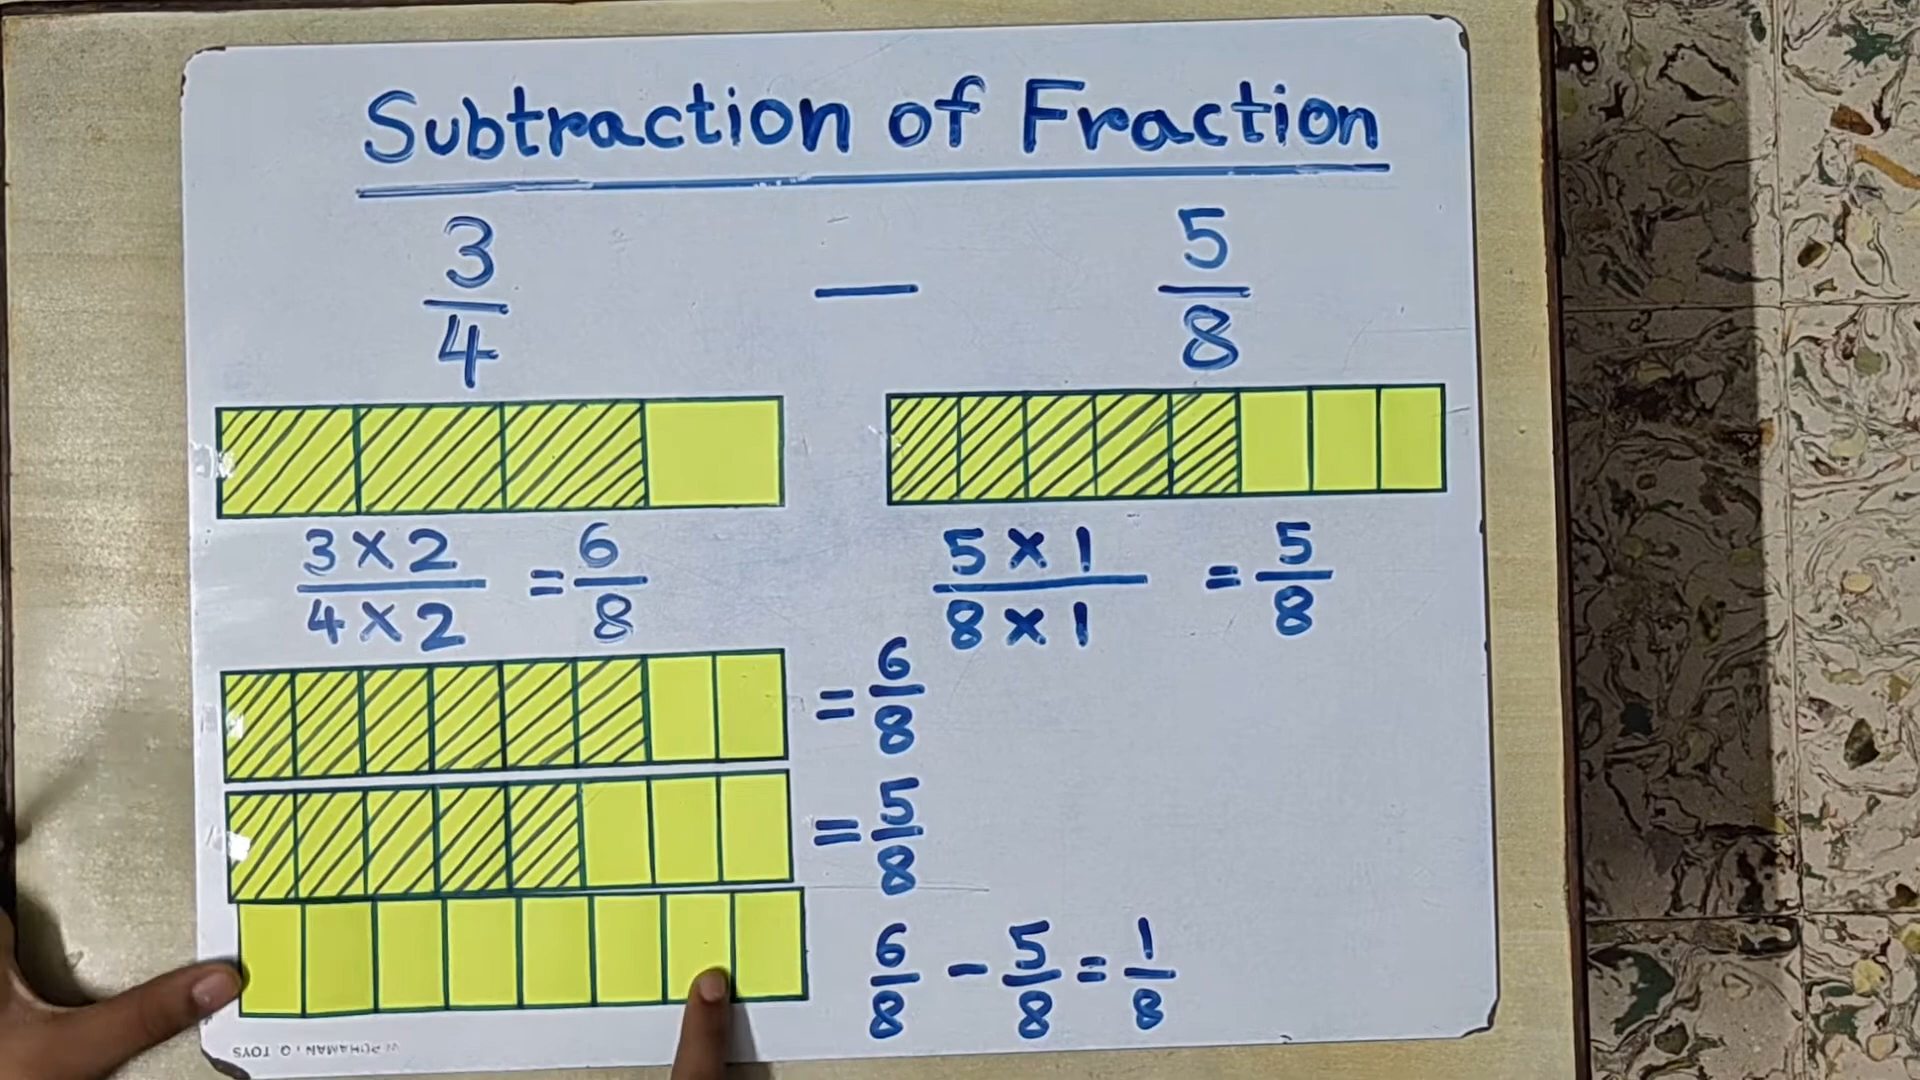 Subtraction of Fraction
3/4 — 5/8
3 × 2 / 4 × 2 = 6/8
5 × 1 / 8 × 1 = 5/8
= 6/8
= 5/8
6/8 - 5/8 = 1/8
TOYS